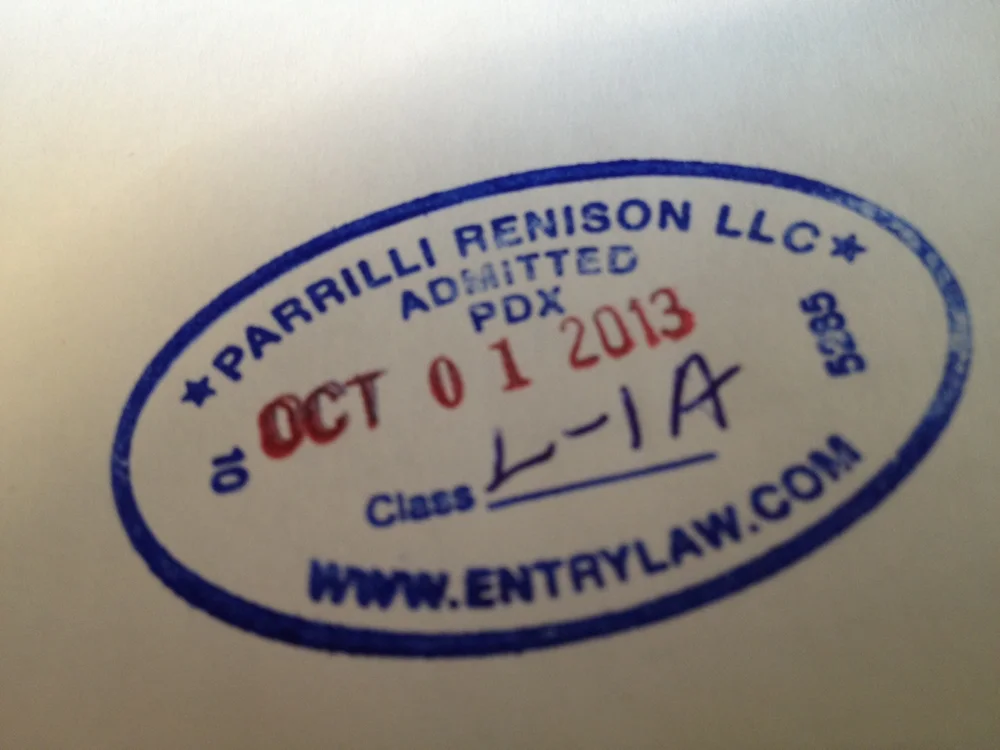 ★ PARRILLI RENISON LLC ★
ADMITTED
PDX
OCT 01 2013
10
5285
Class L-1A
WWW.ENTRYLAW.COM